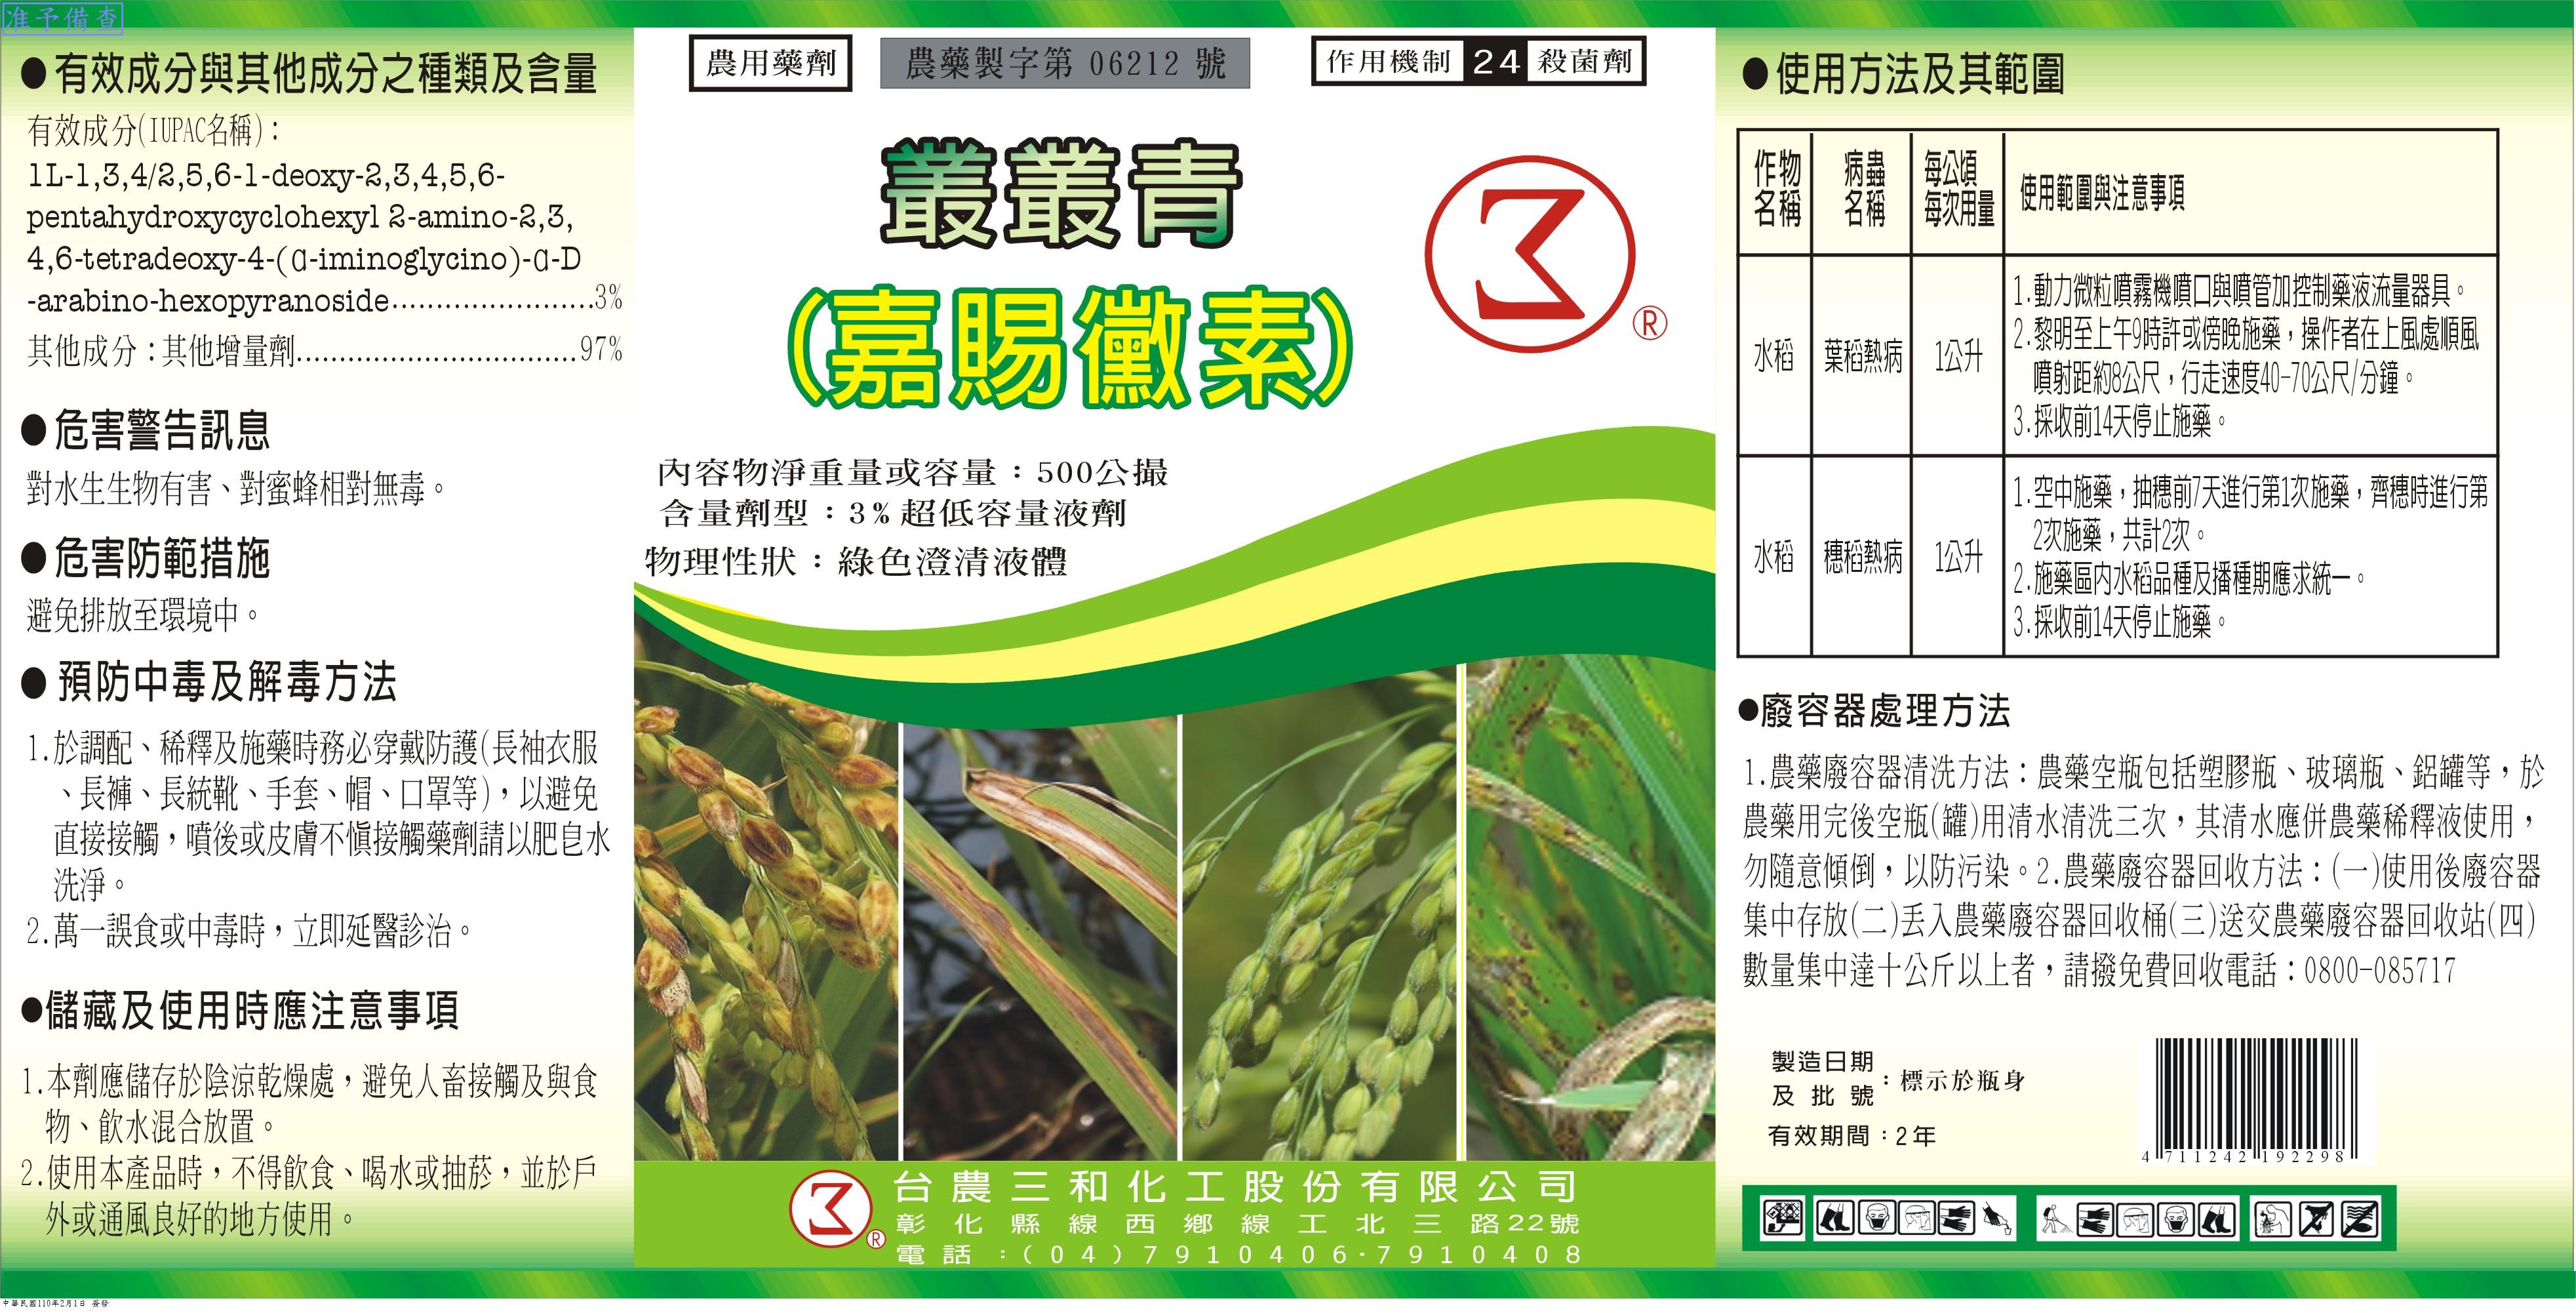 准予備查
●有效成分與其他成分之種類及含量
有效成分(IUPAC名稱)：
1L-1,3,4/2,5,6-1-deoxy-2,3,4,5,6-
pentahydroxycyclohexyl 2-amino-2,3,
4,6-tetradeoxy-4-(α-iminoglycino)-α-D
-arabino-hexopyranoside.......................3%
其他成分：其他增量劑................................97%
●危害警告訊息
對水生生物有害、對蜜蜂相對無毒。
●危害防範措施
避免排放至環境中。
●預防中毒及解毒方法
1.於調配、稀釋及施藥時務必穿戴防護(長袖衣服
、長褲、長統靴、手套、帽、口罩等)，以避免
直接接觸，噴後或皮膚不慎接觸藥劑請以肥皂水
洗淨。
2.萬一誤食或中毒時，立即延醫診治。
●儲藏及使用時應注意事項
1.本劑應儲存於陰涼乾燥處，避免人畜接觸及與食
物、飲水混合放置。
2.使用本產品時，不得飲食、喝水或抽菸，並於戶
外或通風良好的地方使用。
農用藥劑
農藥製字第 06212 號
作用機制 24 殺菌劑
叢叢青
(嘉賜黴素)
®
內容物淨重量或容量：500公撮
含量劑型：3%超低容量液劑
物理性狀：綠色澄清液體
®
台農三和化工股份有限公司
彰化縣線西鄉線工北三路22號
電話：(04)7910406·7910408
●使用方法及其範圍
作物名稱 病蟲名稱 每公頃每次用量 使用範圍與注意事項
水稻 葉稻熱病 1公升
1.動力微粒噴霧機噴口與噴管加控制藥液流量器具。
2.黎明至上午9時許或傍晚施藥，操作者在上風處順風
噴射距約8公尺，行走速度40-70公尺/分鐘。
3.採收前14天停止施藥。
水稻 穗稻熱病 1公升
1.空中施藥，抽穗前7天進行第1次施藥，齊穗時進行第
2次施藥，共計2次。
2.施藥區內水稻品種及播種期應求統一。
3.採收前14天停止施藥。
●廢容器處理方法
1.農藥廢容器清洗方法：農藥空瓶包括塑膠瓶、玻璃瓶、鋁罐等，於
農藥用完後空瓶(罐)用清水清洗三次，其清水應併農藥稀釋液使用，
勿隨意傾倒，以防污染。2.農藥廢容器回收方法：(一)使用後廢容器
集中存放(二)丟入農藥廢容器回收桶(三)送交農藥廢容器回收站(四)
數量集中達十公斤以上者，請撥免費回收電話：0800-085717
製造日期
及批號：標示於瓶身
有效期間：2年
4 711242 192298
中華民國110年2月1日 簽發